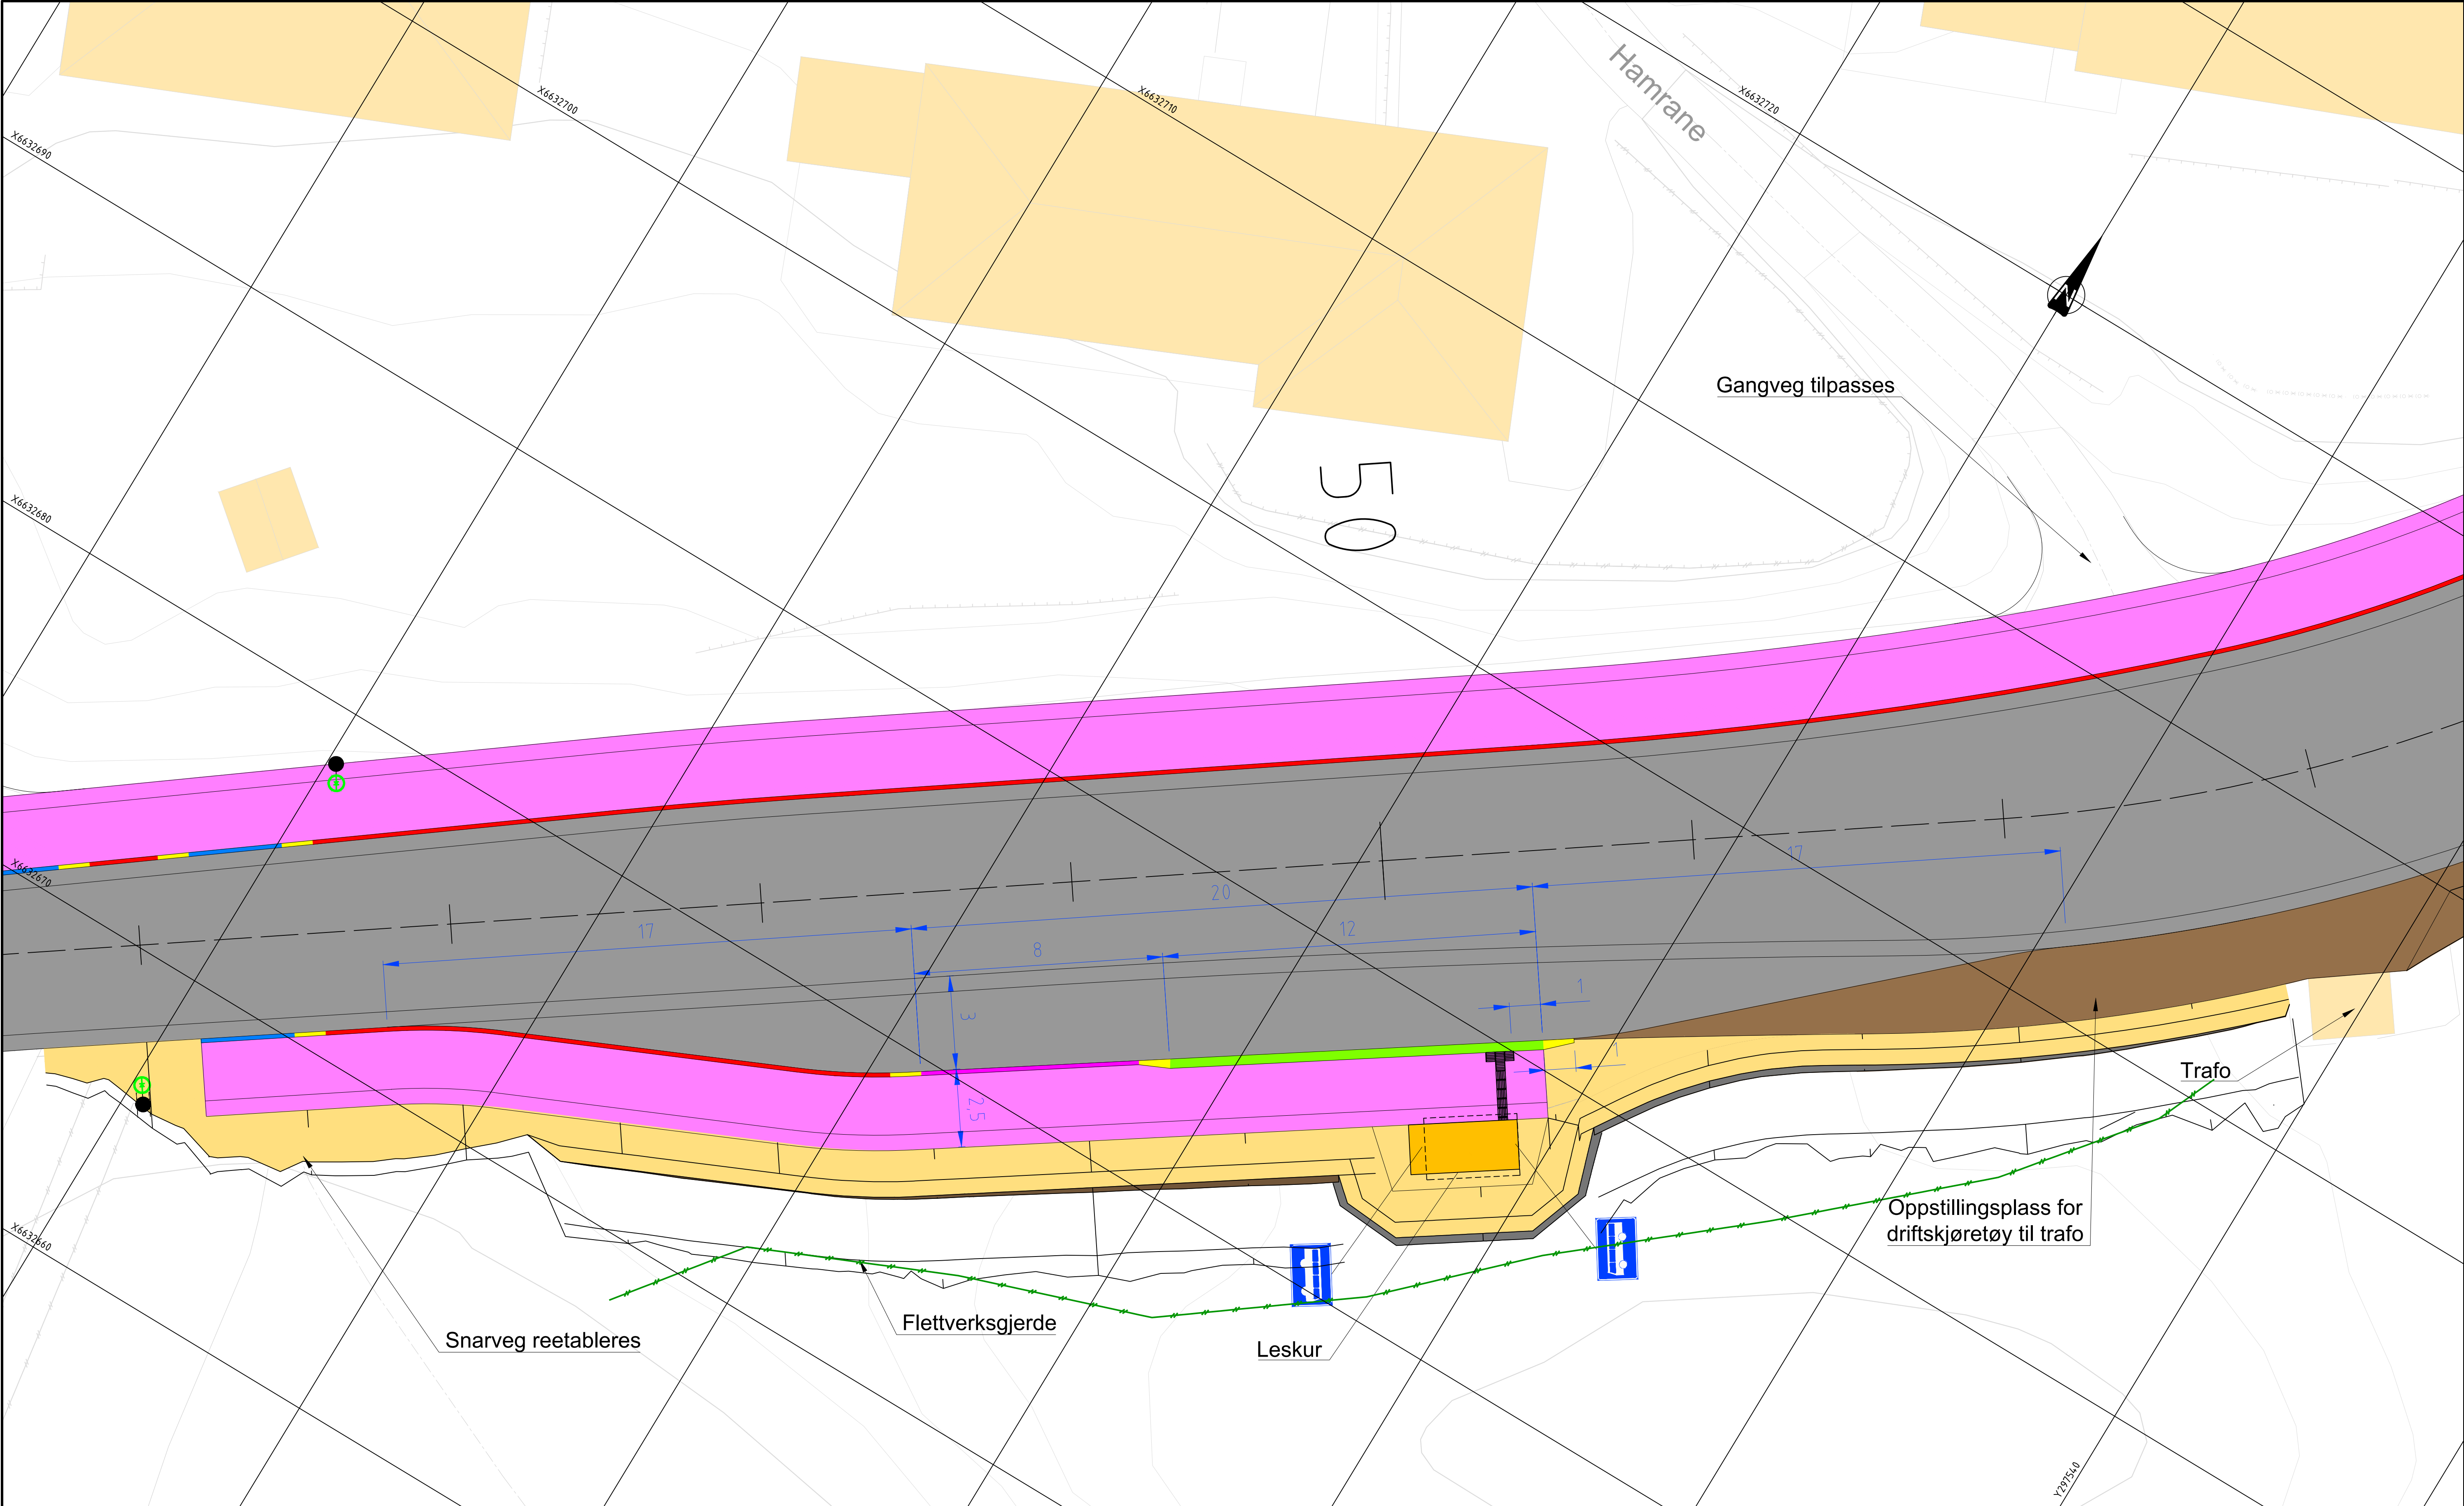 X6632690
X6632700
X6632710
X6632720
Hamrane
N
Gangveg tilpasses
X6632680
50
X6632670
17
20
17
8
12
1
3
1
2,5
Trafo
X6632660
Oppstillingsplass for
driftskjøretøy til trafo
Flettverksgjerde
Snarveg reetableres
Leskur
Y297540